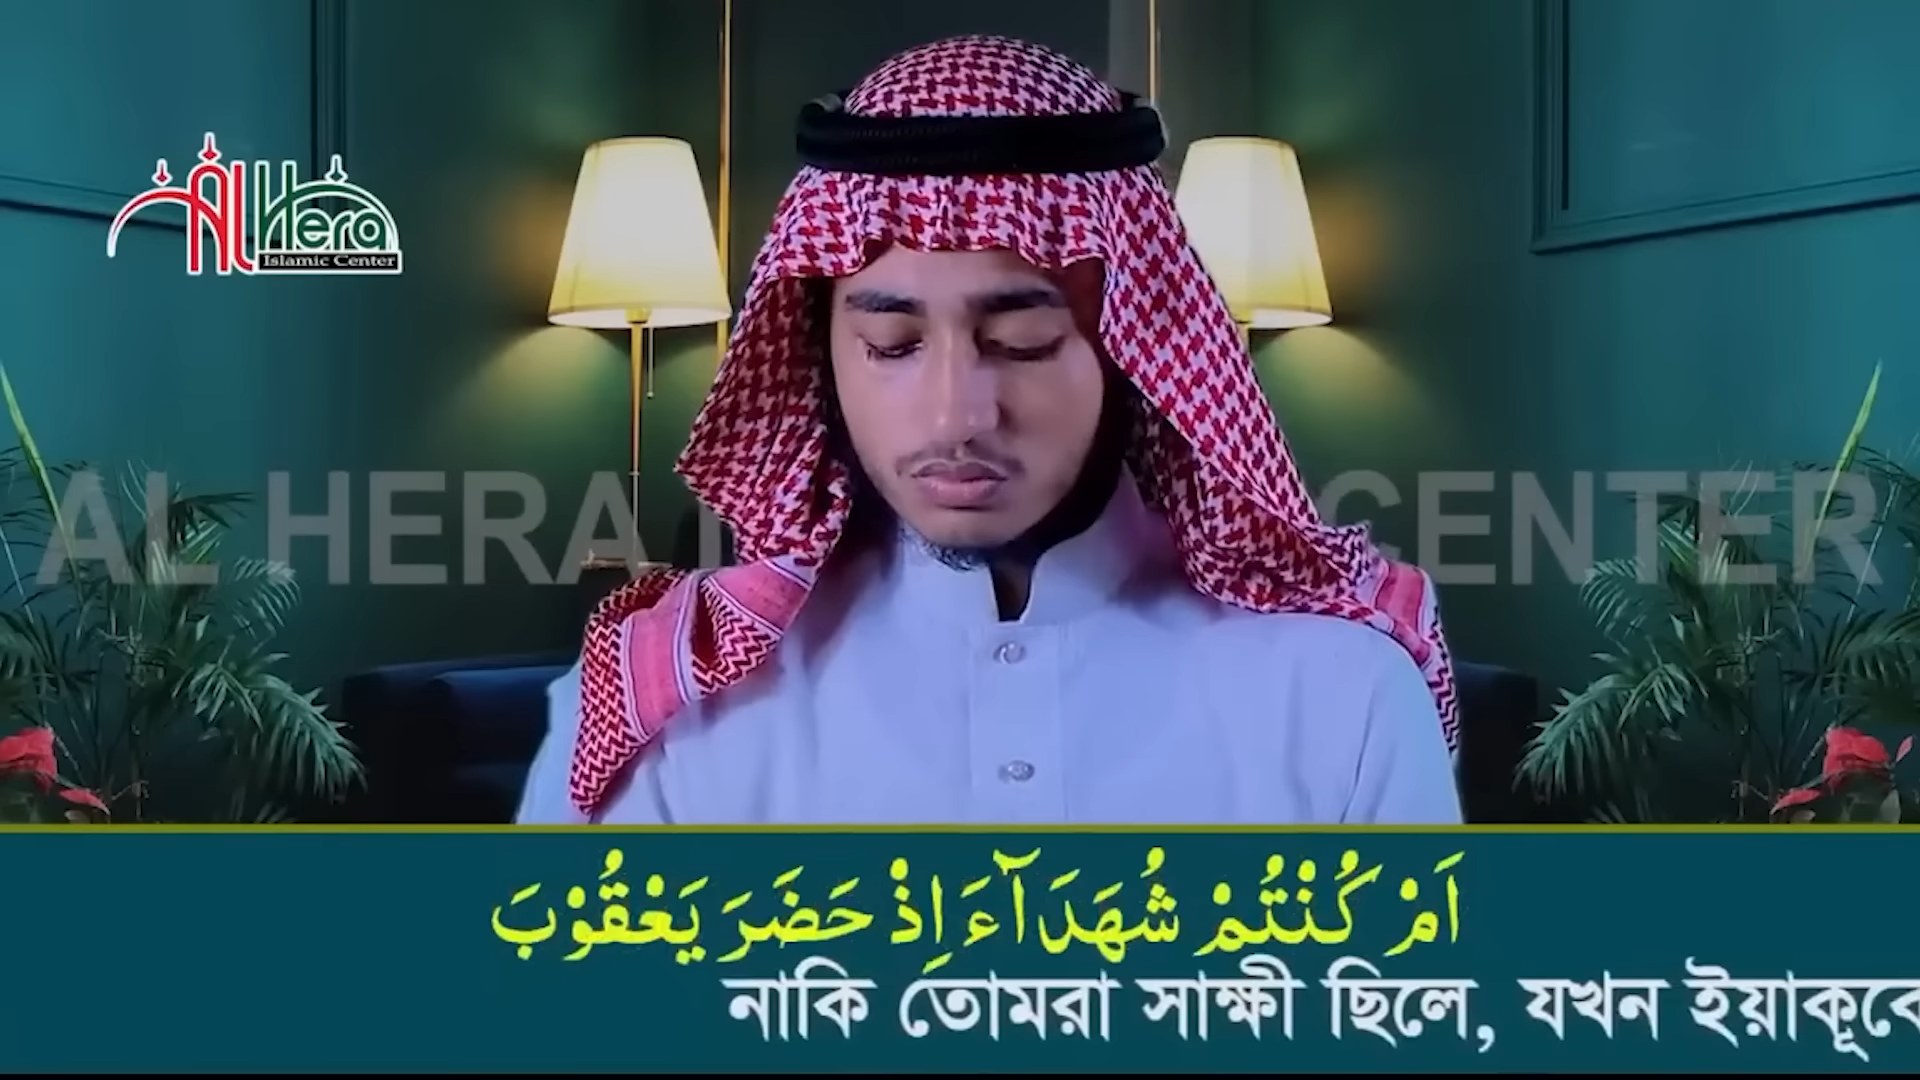 AL Hera
Islamic Center
AL HERA CENTER
اَمْ كُنْتُمْ شُهَدَآءَ اِذْ حَضَرَ يَعْقُوْبَ
নাকি তোমরা সাক্ষী ছিলে, যখন ইয়াকূবে